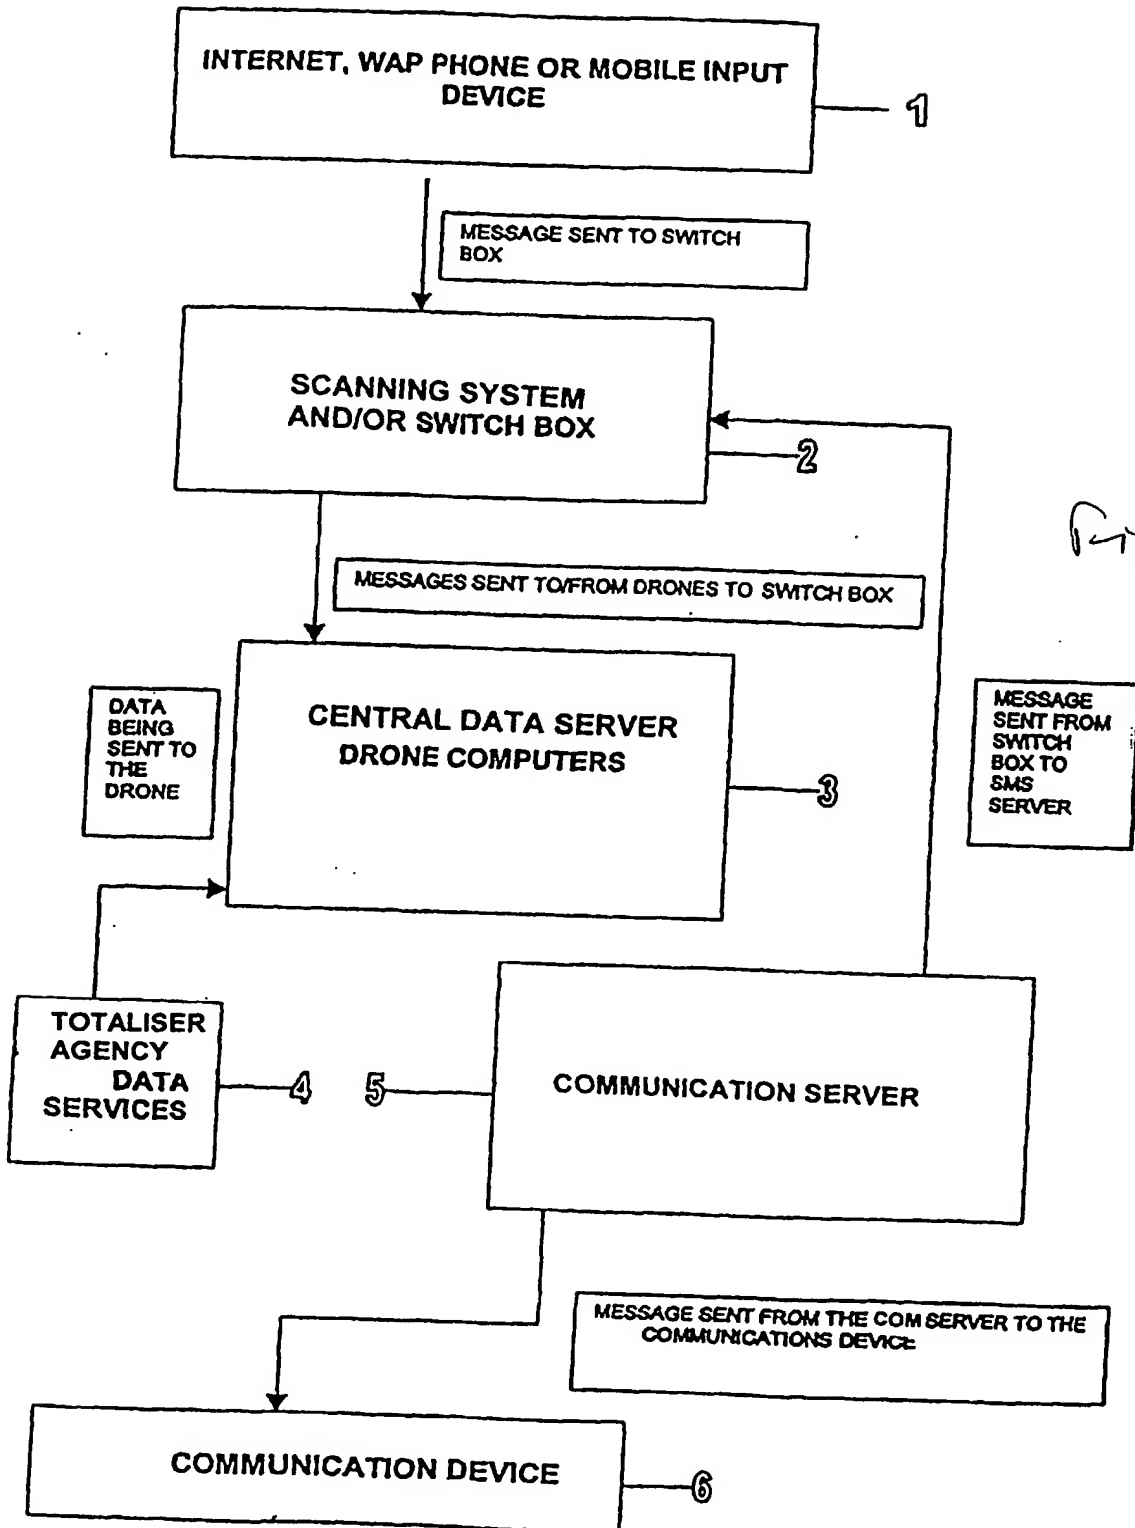 INTERNET, WAP PHONE OR MOBILE INPUT
DEVICE
1
MESSAGE SENT TO SWITCH
BOX
SCANNING SYSTEM
AND/OR SWITCH BOX
2
MESSAGES SENT TO/FROM DRONES TO SWITCH BOX
DATA
BEING
SENT TO
THE
DRONE
CENTRAL DATA SERVER
DRONE COMPUTERS
3
MESSAGE
SENT FROM
SWITCH
BOX TO
SMS
SERVER
TOTALISER
AGENCY
DATA
SERVICES
4
5
COMMUNICATION SERVER
MESSAGE SENT FROM THE COM SERVER TO THE
COMMUNICATIONS DEVICE
COMMUNICATION DEVICE
6